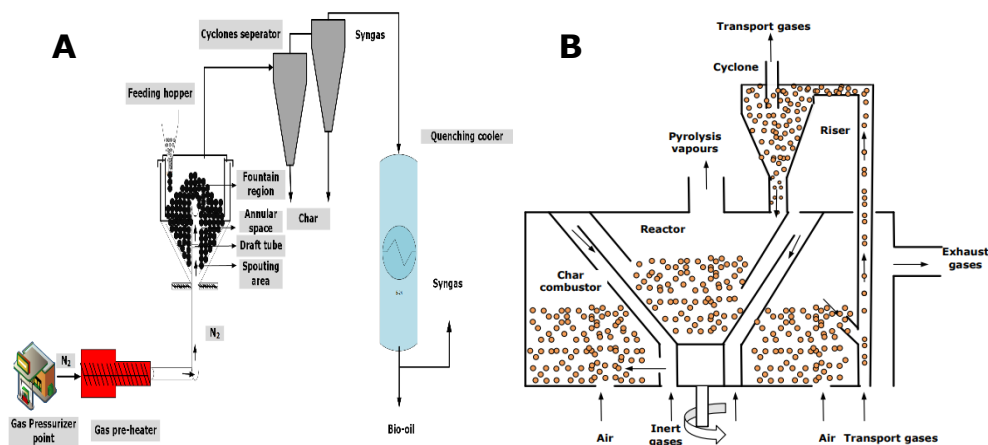 A
Cyclones seperator
Syngas
Feeding hopper
Quenching cooler
Fountain
region
Annular
space
Draft tube
Spouting
area
Char
Syngas
N2
N2
Gas Pressurizer
point
Gas pre-heater
Bio-oil
B
Transport gases
Cyclone
Riser
Pyrolysis
vapours
Reactor
Char
combustor
Exhaust
gases
Air
Inert
gases
Air
Transport gases